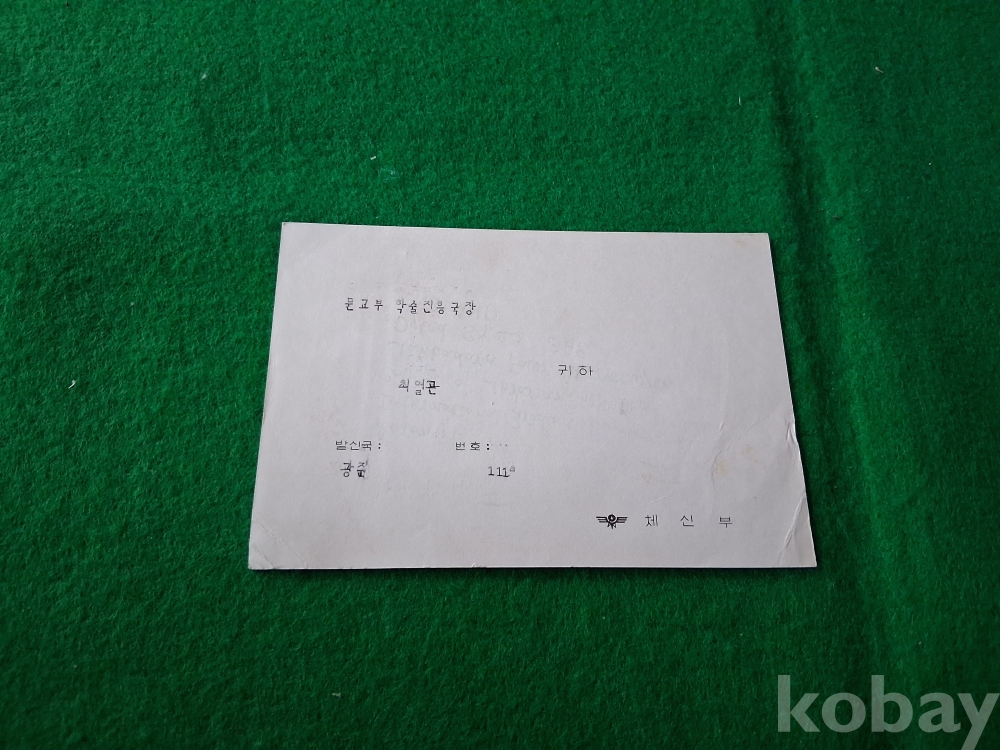 문교부 학술진흥국장
귀하
최열곤
발신국 : 번호 :
광주 111
체 신 부
kobay